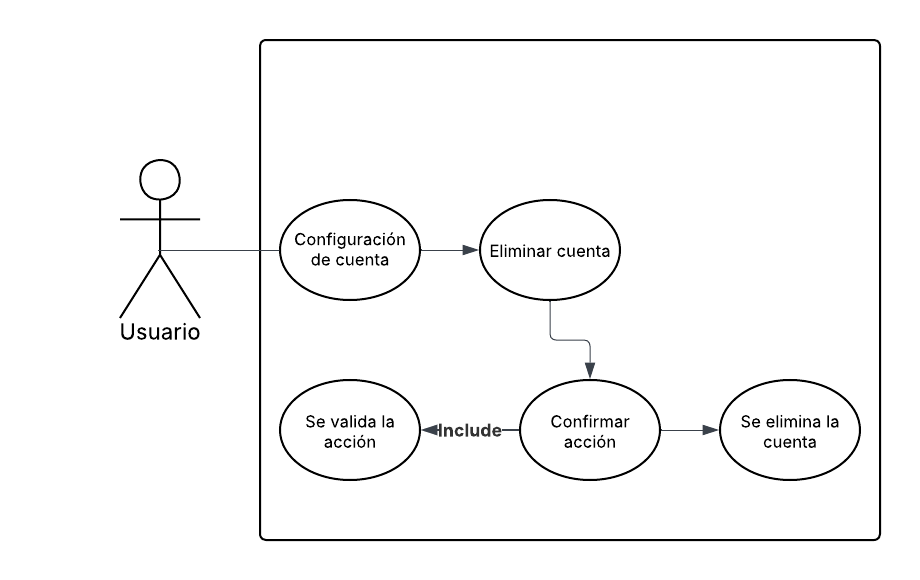 Usuario
Configuración
de cuenta
Eliminar cuenta
Se valida la
acción
Include
Confirmar
acción
Se elimina la
cuenta